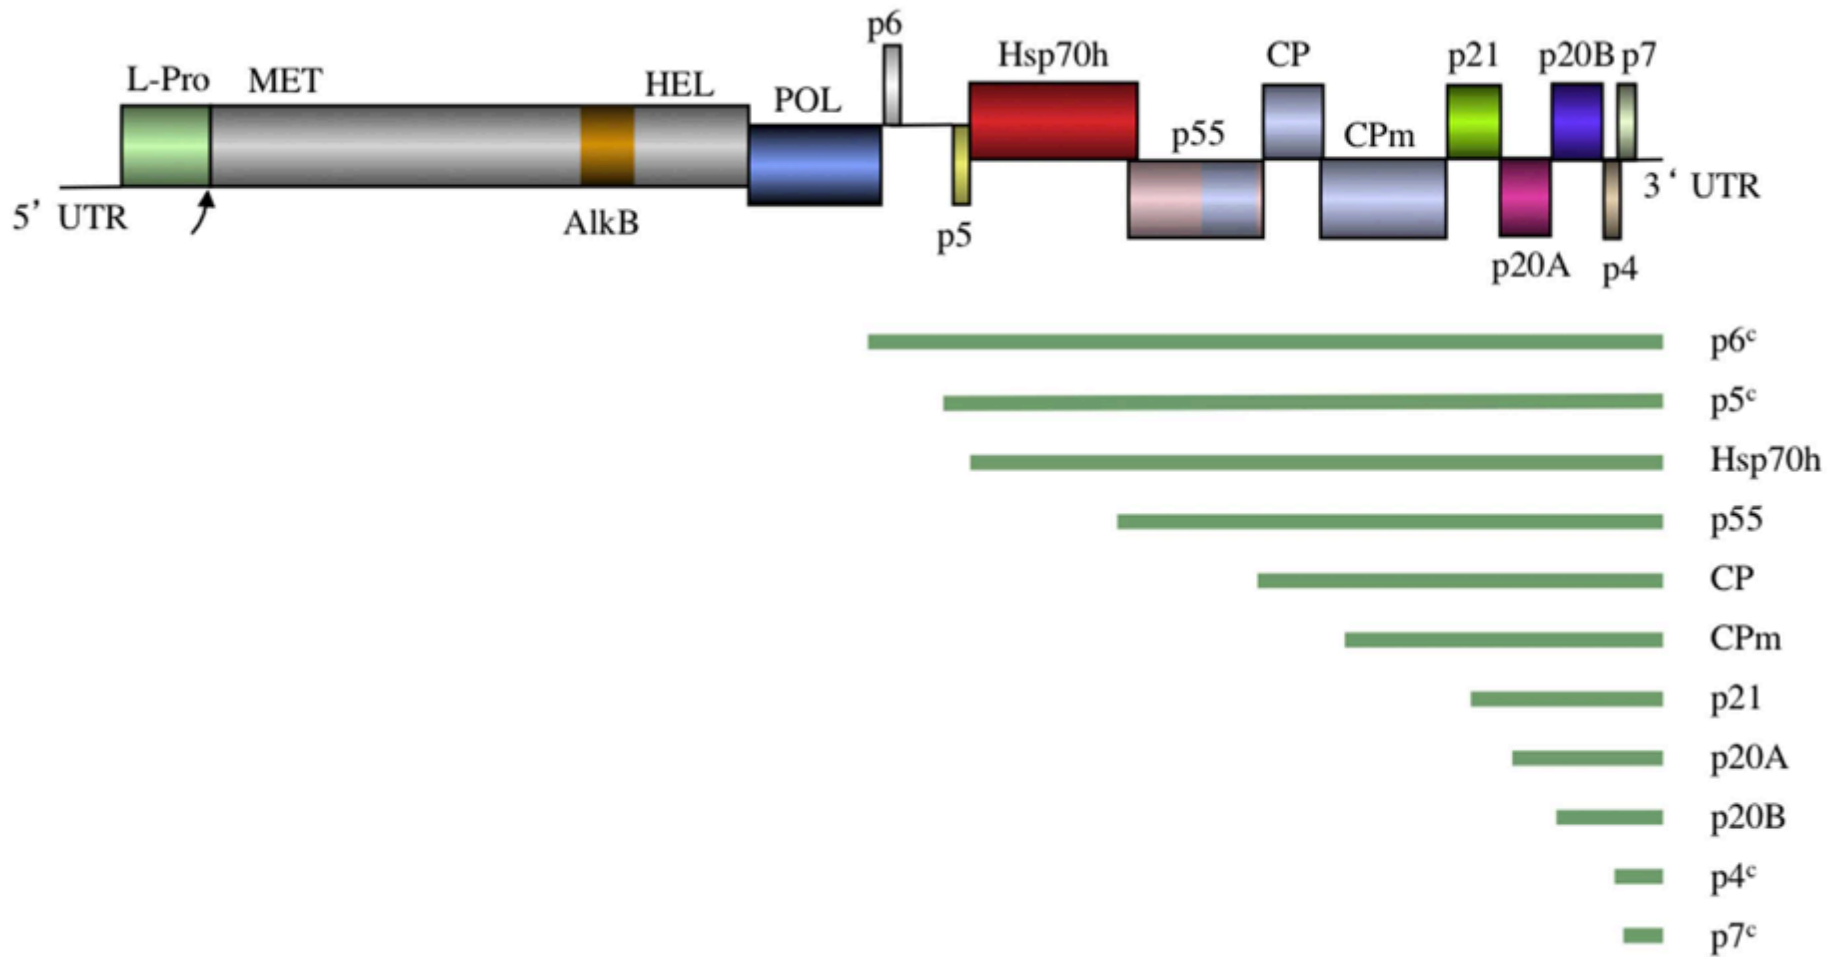 p6
Hsp70h
CP
p21
p20B
p7
L-Pro
MET
HEL
POL
p55
CPm
5’ UTR
AlkB
p5
p20A
p4
3‘ UTR
p6ᶜ
p5ᶜ
Hsp70h
p55
CP
CPm
p21
p20A
p20B
p4ᶜ
p7ᶜ